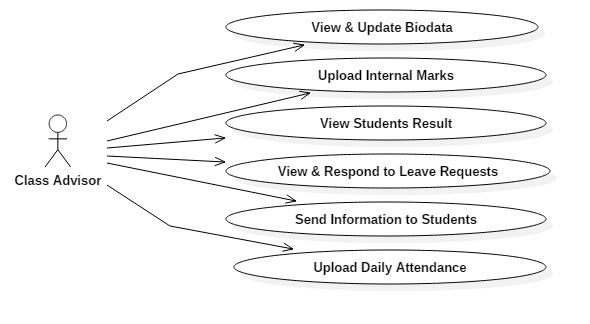 View & Update Biodata
Upload Internal Marks
View Students Result
View & Respond to Leave Requests
Class Advisor
Send Information to Students
Upload Daily Attendance